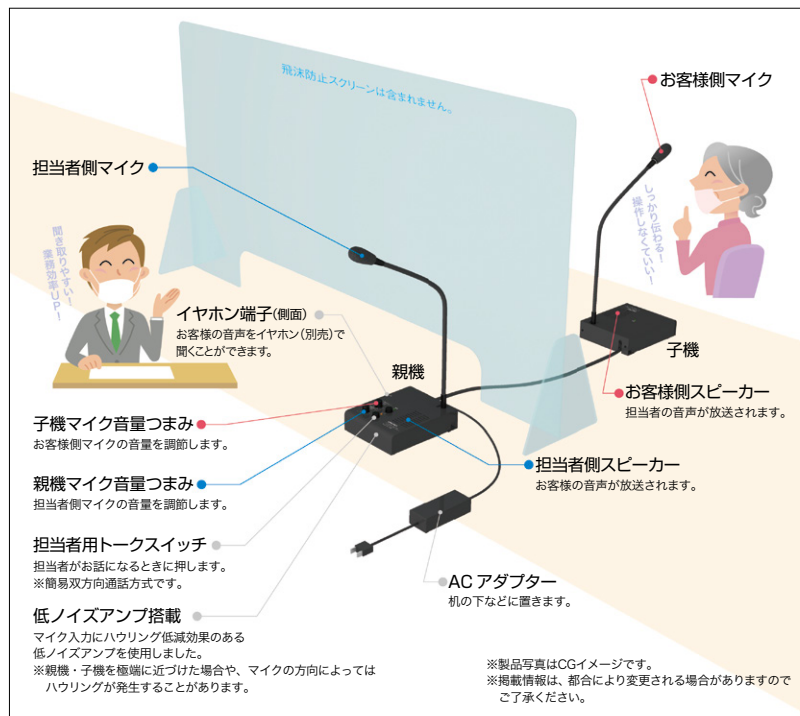 飛沫防止スクリーンは含まれません。
お客様側マイク
担当者側マイク
しっかり伝わる!
操作しなくていい!
聞き取りやすい!
業務効率UP!
イヤホン端子(側面)
お客様の音声をイヤホン(別売)で
聞くことができます。
親機
子機
お客様側スピーカー
担当者の音声が放送されます。
子機マイク音量つまみ
お客様側マイクの音量を調節します。
担当者側スピーカー
お客様の音声が放送されます。
親機マイク音量つまみ
担当者側マイクの音量を調節します。
担当者用トークスイッチ
担当者がお話になるときに押します。
※簡易双方向通話方式です。
AC アダプター
机の下などに置きます。
低ノイズアンプ搭載
マイク入力にハウリング低減効果のある
低ノイズアンプを使用しました。
※親機・子機を極端に近づけた場合や、マイクの方向によっては
ハウリングが発生することがあります。
※製品写真はCGイメージです。
※掲載情報は、都合により変更される場合がありますので
ご了承ください。